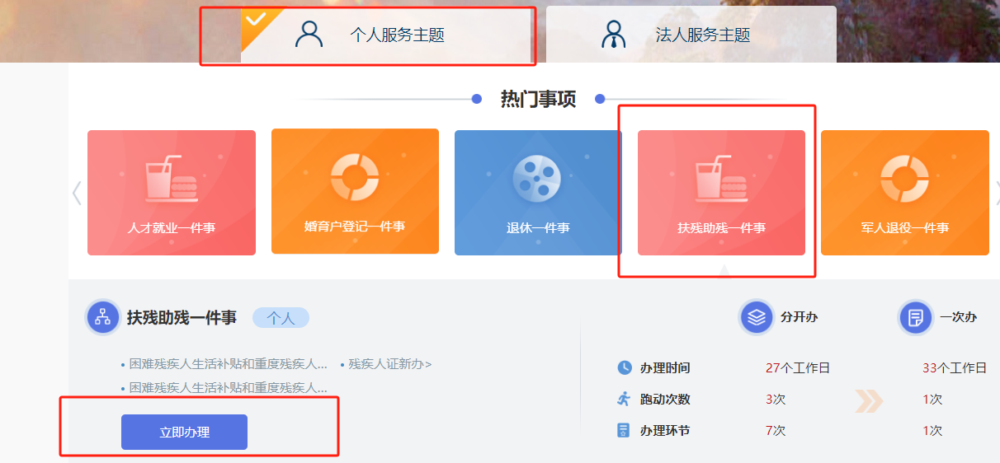 个人服务主题
法人服务主题
热门事项
人才就业一件事
婚育户登记一件事
退休一件事
扶残助残一件事
军人退役一件事
扶残助残一件事
个人
分开办
一次办
困难残疾人生活补贴和重度残疾人...
残疾人证新办>
困难残疾人生活补贴和重度残疾人...
办理时间
27个工作日
33个工作日
跑动次数
3次
1次
办理环节
7次
1次
立即办理